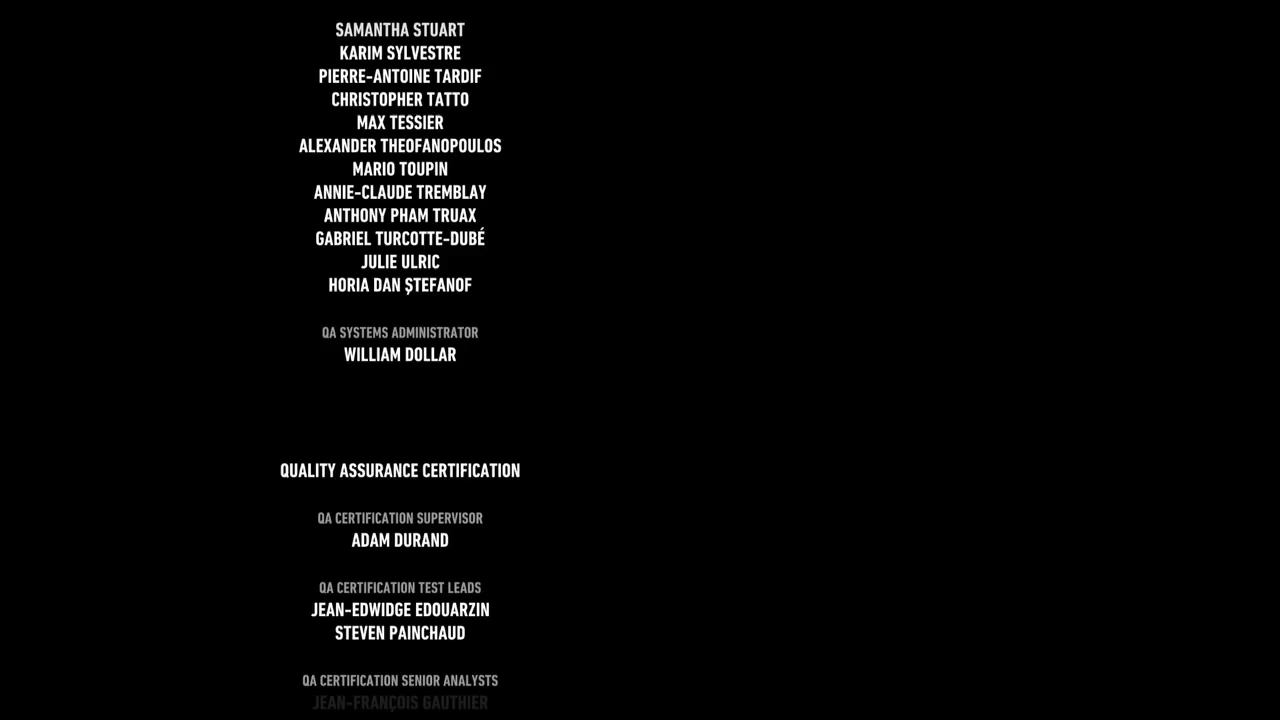 SAMANTHA STUART
KARIM SYLVESTRE
PIERRE-ANTOINE TARDIF
CHRISTOPHER TATTO
MAX TESSIER
ALEXANDER THEOFANOPOULOS
MARIO TOUPIN
ANNIE-CLAUDE TREMBLAY
ANTHONY PHAM TRUAX
GABRIEL TURCOTTE-DUBÉ
JULIE ULRIC
HORIA DAN ȘTEFANOF
QA SYSTEMS ADMINISTRATOR
WILLIAM DOLLAR
QUALITY ASSURANCE CERTIFICATION
QA CERTIFICATION SUPERVISOR
ADAM DURAND
QA CERTIFICATION TEST LEADS
JEAN-EDWIDGE EDOUARZIN
STEVEN PAINCHAUD
QA CERTIFICATION SENIOR ANALYSTS
JEAN-FRANÇOIS GAUTHIER